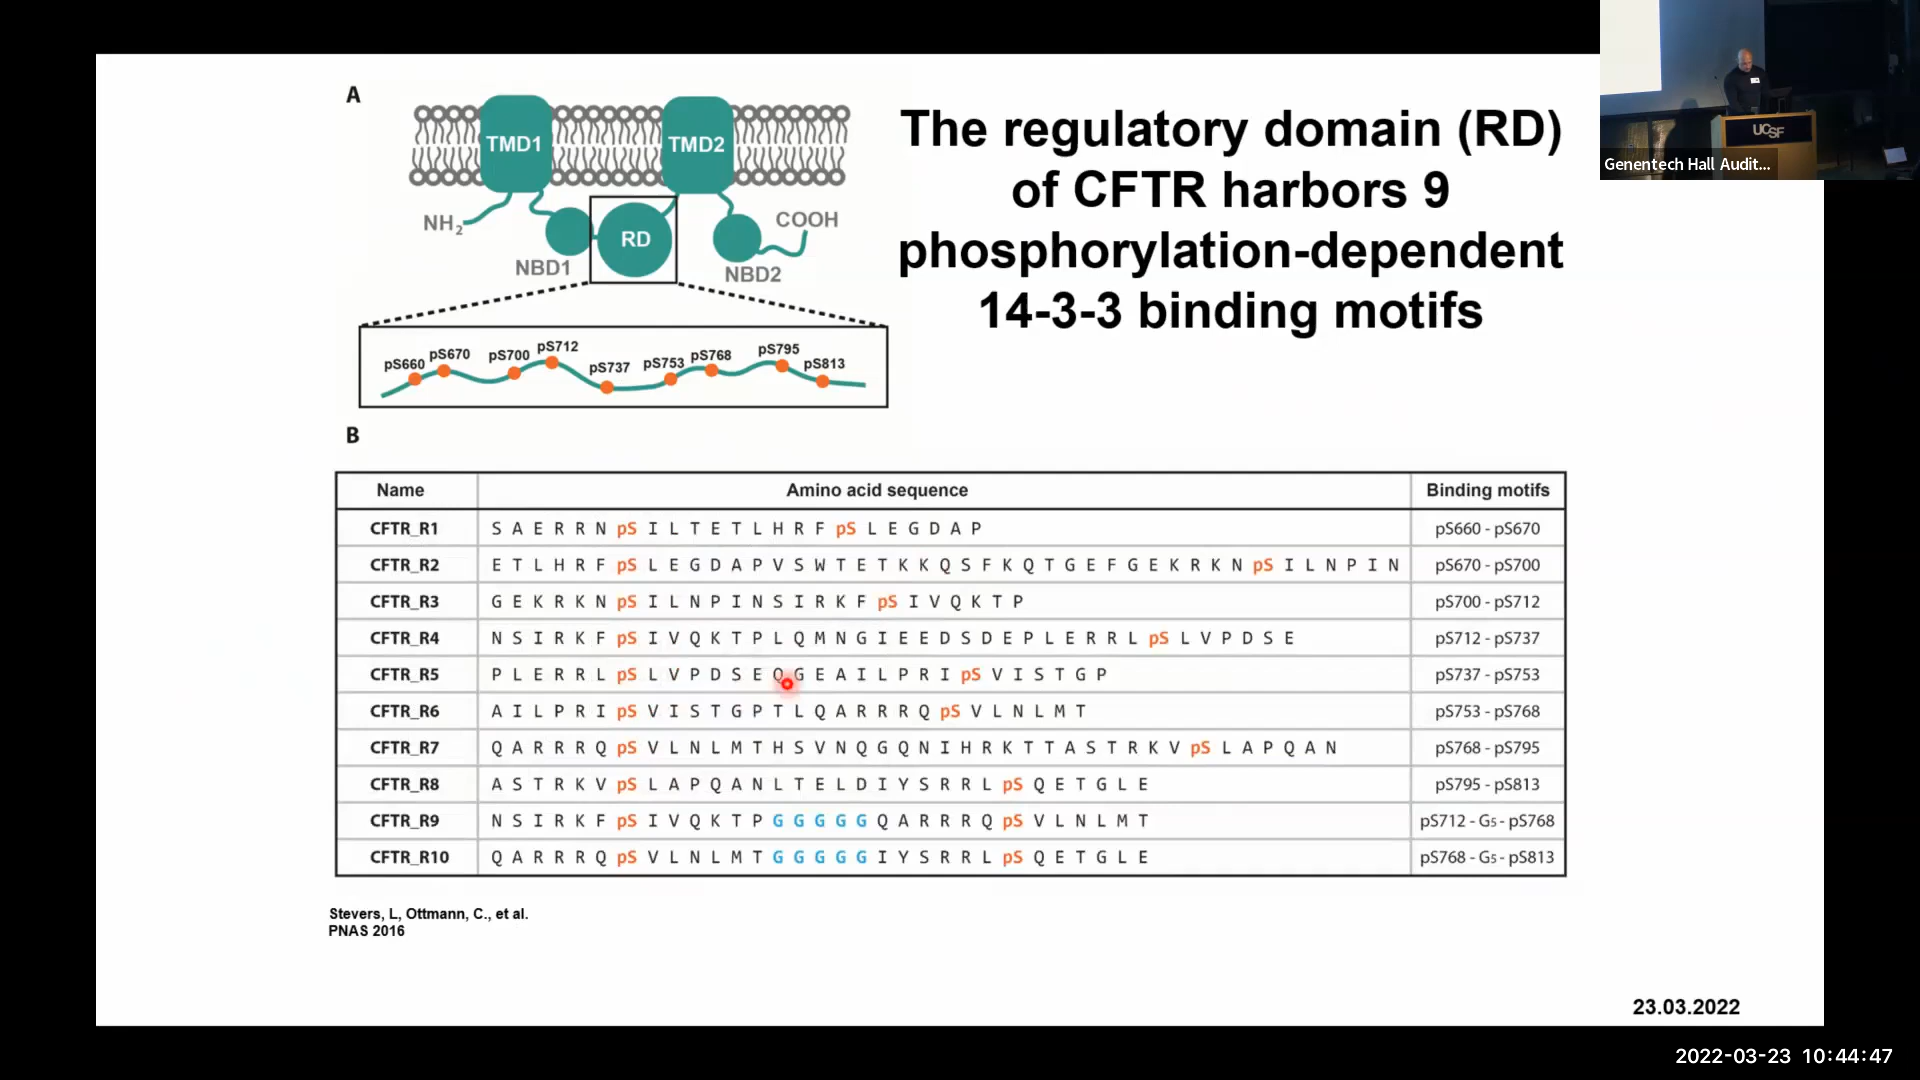 A
The regulatory domain (RD)
of CFTR harbors 9
phosphorylation-dependent
14-3-3 binding motifs
TMD1
TMD2
NH2
RD
COOH
NBD1
NBD2
pS660
pS670
pS700
pS712
pS737
pS753
pS768
pS795
pS813
B
Name Amino acid sequence Binding motifs
CFTR_R1 S A E R R N pS I L T E T L H R F pS L E G D A P pS660 - pS670
CFTR_R2 E T L H R F pS L E G D A P V S W T E T K K Q S F K Q T G E F G E K R K N pS I L N P I N pS670 - pS700
CFTR_R3 G E K R K N pS I L N P I N S I R K F pS I V Q K T P pS700 - pS712
CFTR_R4 N S I R K F pS I V Q K T P L Q M N G I E E D S D E P L E R R L pS L V P D S E pS712 - pS737
CFTR_R5 P L E R R L pS L V P D S E Q G E A I L P R I pS V I S T G P pS737 - pS753
CFTR_R6 A I L P R I pS V I S T G P T L Q A R R R Q pS V L N L M T pS753 - pS768
CFTR_R7 Q A R R R Q pS V L N L M T H S V N Q G Q N I H R K T T A S T R K V pS L A P Q A N pS768 - pS795
CFTR_R8 A S T R K V pS L A P Q A N L T E L D I Y S R R L pS Q E T G L E pS795 - pS813
CFTR_R9 N S I R K F pS I V Q K T P G G G G G Q A R R R Q pS V L N L M T pS712 - G5 - pS768
CFTR_R10 Q A R R R Q pS V L N L M T G G G G G I Y S R R L pS Q E T G L E pS768 - G5 - pS813
Stevers, L, Ottmann, C., et al.
PNAS 2016
23.03.2022
UCSF
Genentech Hall Audit...
2022-03-23 10:44:47